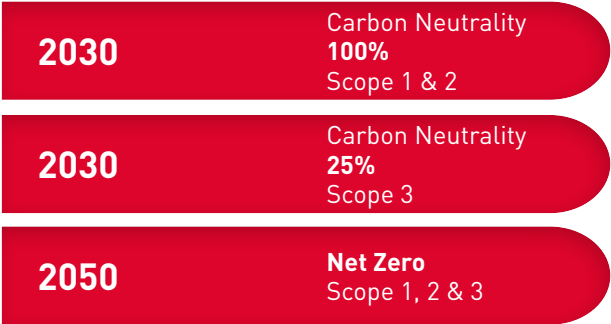 2030
Carbon Neutrality
100%
Scope 1 & 2
2030
Carbon Neutrality
25%
Scope 3
2050
Net Zero
Scope 1, 2 & 3